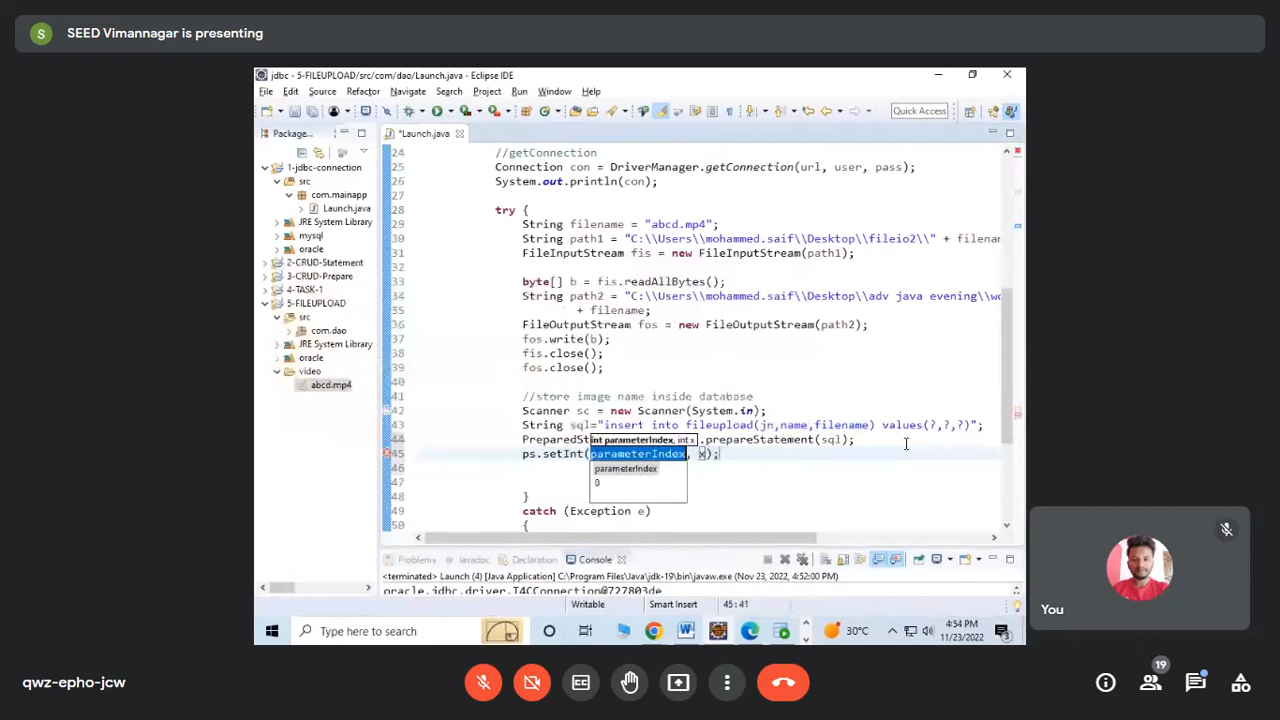 S SEED Vimannagar is presenting
jdbc - 5-FILEUPLOAD/src/com/dao/Launch.java - Eclipse IDE
File Edit Source Refactor Navigate Search Project Run Window Help
Quick Access
Package...
*Launch.java
1-jdbc-connection
src
com.mainapp
Launch.java
JRE System Library
mysql
oracle
2-CRUD-Statement
3-CRUD-Prepare
4-TASK-1
5-FILEUPLOAD
src
com.dao
JRE System Library
oracle
video
abcd.mp4
24 //getConnection
25 Connection con = DriverManager.getConnection(url, user, pass);
26 System.out.println(con);
27
28 try {
29 String filename = "abcd.mp4";
30 String path1 = "C:\\Users\\mohammed.saif\\Desktop\\fileio2\\" + filenam
31 FileInputStream fis = new FileInputStream(path1);
32
33 byte[] b = fis.readAllBytes();
34 String path2 = "C:\\Users\\mohammed.saif\\Desktop\\adv java evening\\wo
35 + filename;
36 FileOutputStream fos = new FileOutputStream(path2);
37 fos.write(b);
38 fis.close();
39 fos.close();
40
41 //store image name inside database
42 Scanner sc = new Scanner(System.in);
43 String sql="insert into fileupload(jn,name,filename) values(?,?,?)";
44 PreparedSt int parameterIndex, int x .prepareStatement(sql);
45 ps.setInt(parameterIndex, x);
46 parameterIndex
47 0
48 }
49 catch (Exception e)
50 {
Problems Javadoc Declaration Console
<terminated> Launch (4) [Java Application] C:\Program Files\Java\jdk-19\bin\javaw.exe (Nov 23, 2022, 4:52:00 PM)
oracle.jdbc.driver.T4CConnection@727803de
Writable Smart Insert 45 : 41
Type here to search
30°C
4:54 PM
11/23/2022
3
You
qwz-epho-jcw
19